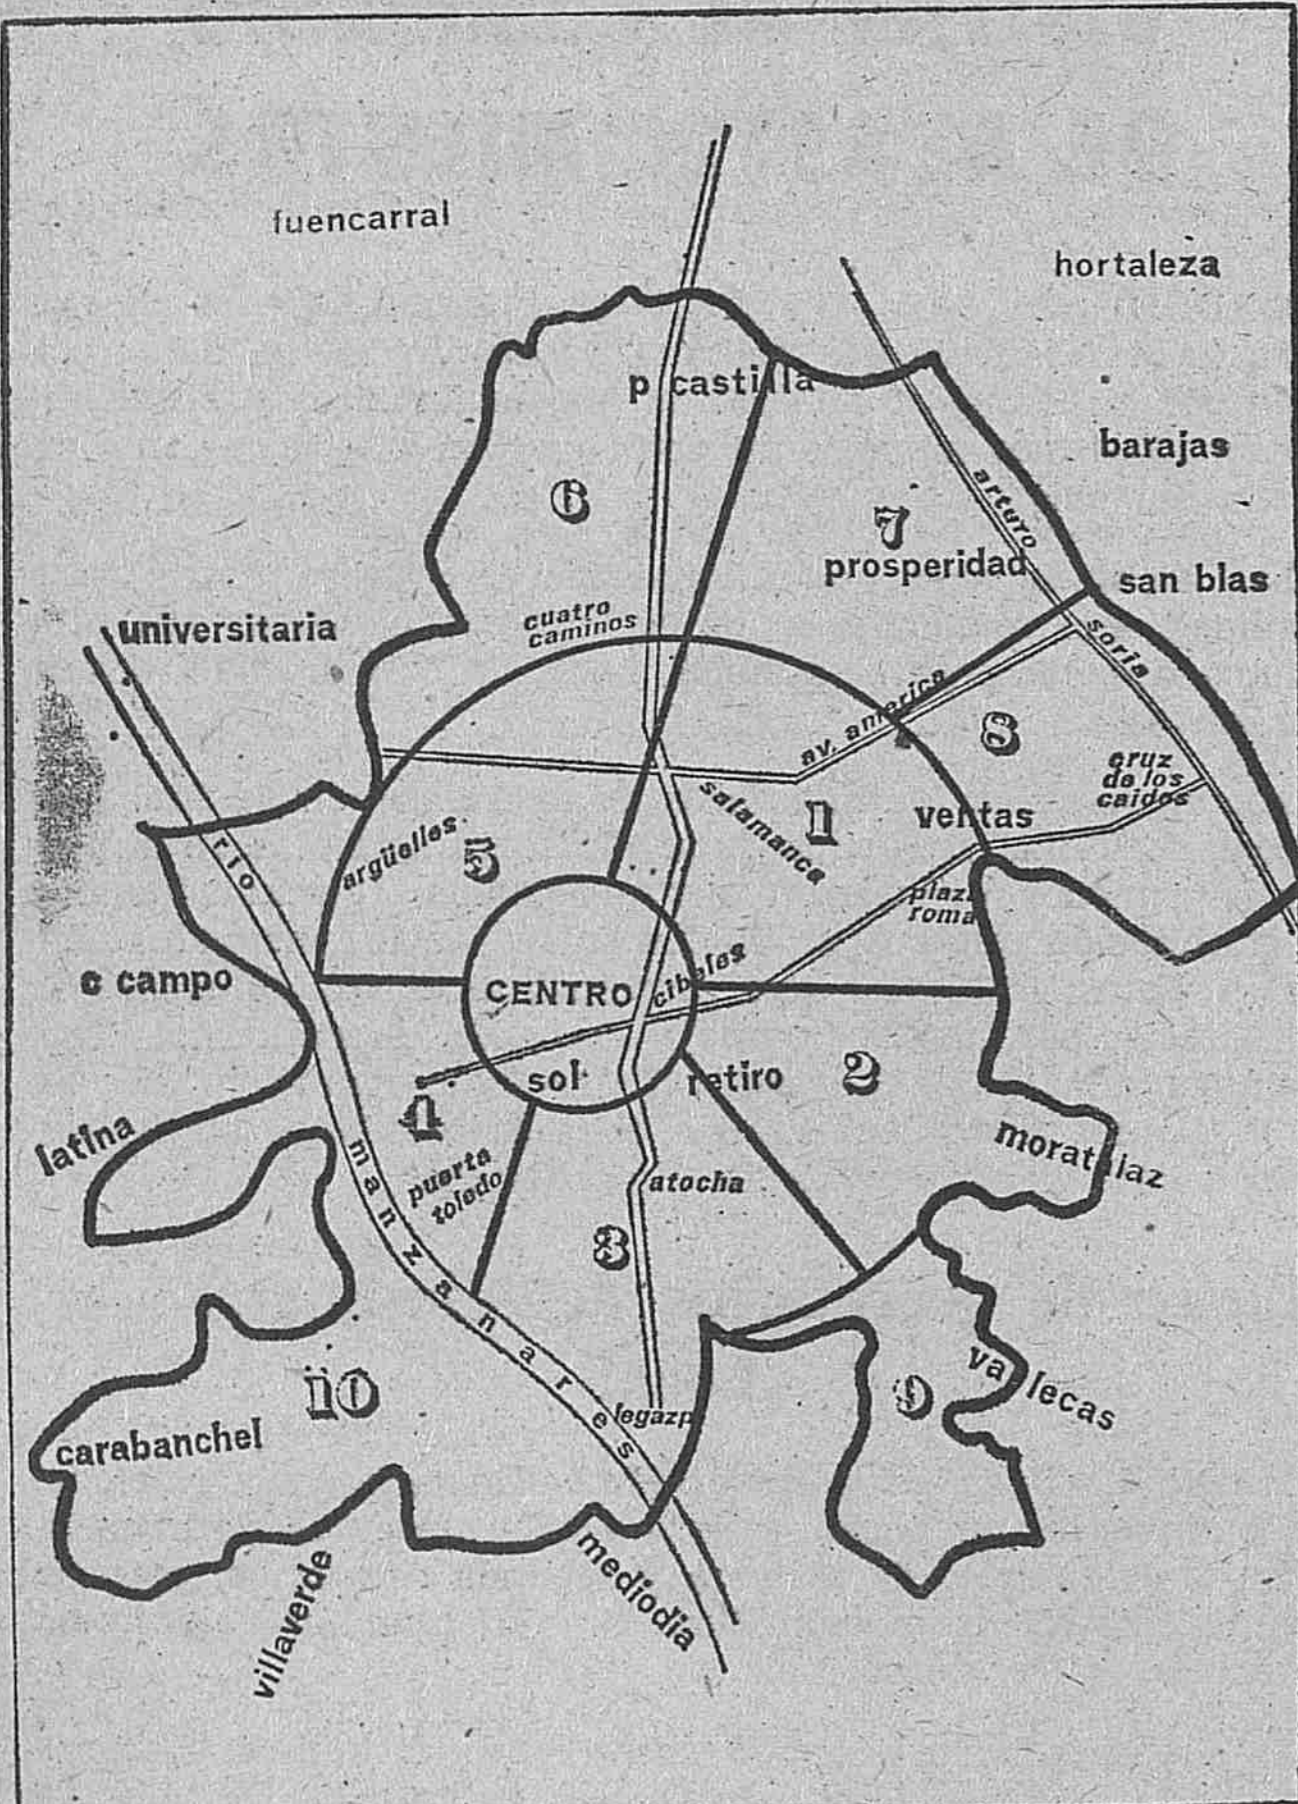 fuencarral
hortaleza
p castilla
barajas
6
7
arturo
prosperidad
san blas
cuatro
caminos
universitaria
soria
av. america
8
cruz
de los
caidos
salamanca
1
ventas
argüelles
5
rio
plaza
roma
c campo
CENTRO
cibeles
sol
retiro
2
4
latina
manzanares
puerta
toledo
atocha
moratalaz
3
10
9
vallecas
legazpi
carabanchel
villaverde
mediodia